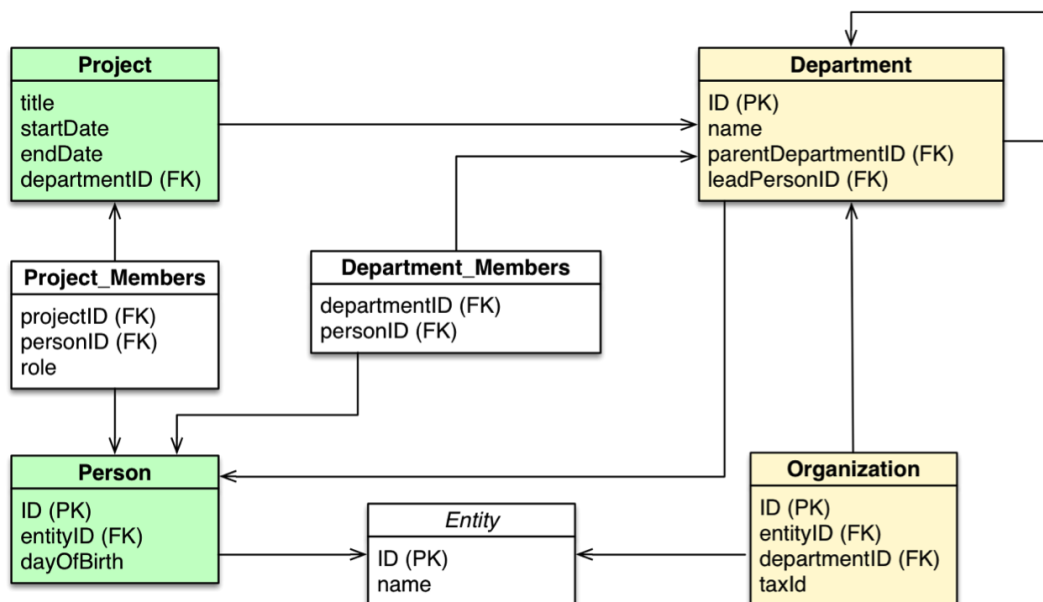 Project
title
startDate
endDate
departmentID (FK)
Department
ID (PK)
name
parentDepartmentID (FK)
leadPersonID (FK)
Project_Members
projectID (FK)
personID (FK)
role
Department_Members
departmentID (FK)
personID (FK)
Person
ID (PK)
entityID (FK)
dayOfBirth
Entity
ID (PK)
name
Organization
ID (PK)
entityID (FK)
departmentID (FK)
taxId